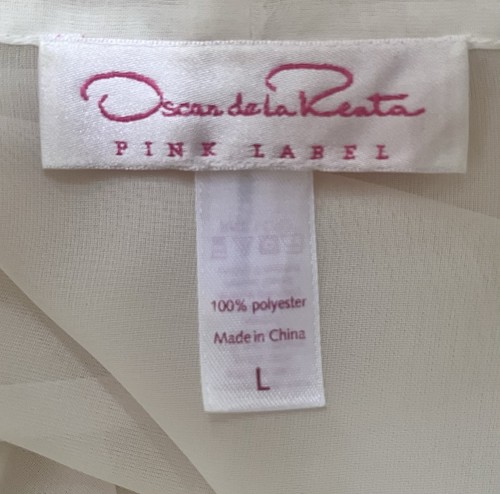 Oscar de la Renta
PINK LABEL
100% polyester
Made in China
L